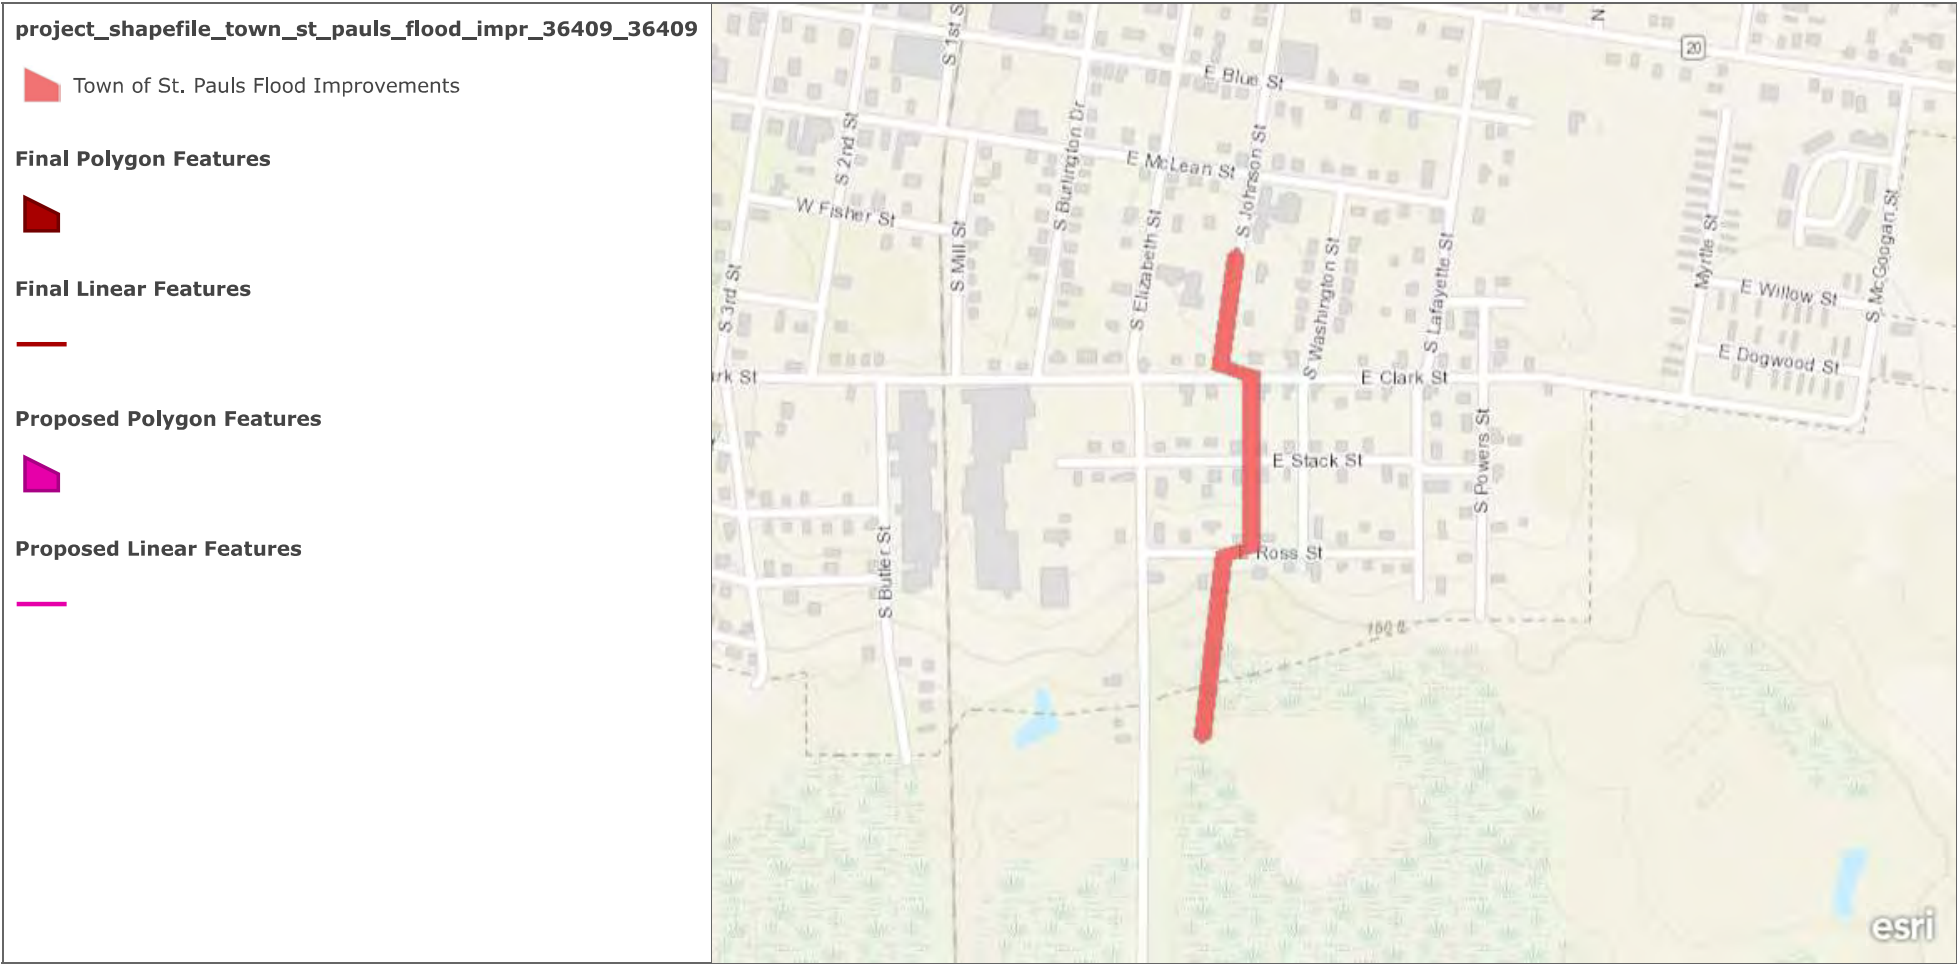 project_shapefile_town_st_pauls_flood_impr_36409_36409
Town of St. Pauls Flood Improvements
Final Polygon Features
Final Linear Features
Proposed Polygon Features
Proposed Linear Features
S 1st S
N
20
E Blue St
S 2nd St
S Burlington Dr
E McLean St
S Johnson St
W Fisher St
S Mill St
S Elizabeth St
S Washington St
S Lafayette St
Myrtle St
S McGoogan St
S 3rd St
E Willow St
E Dogwood St
rk St
E Clark St
E Stack St
S Powers St
S Butler St
E Ross St
esri